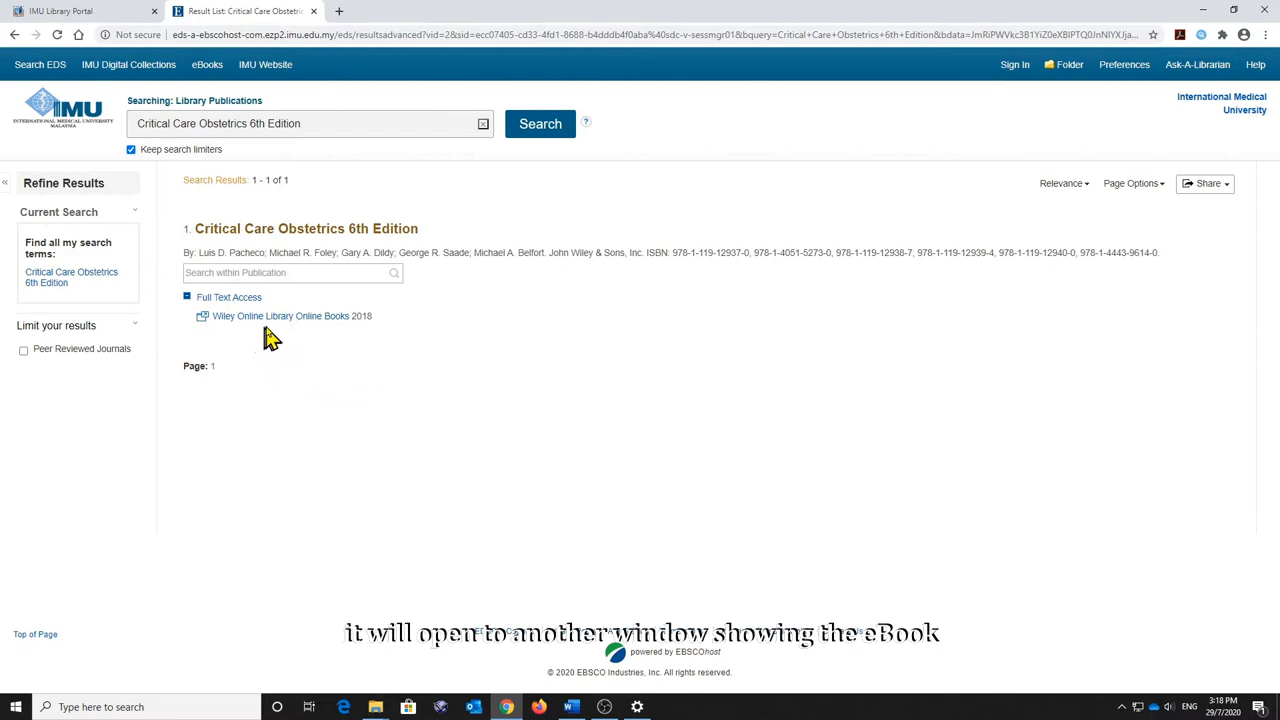 IMU Library Portal
Result List: Critical Care Obstetric
Not secure
eds-a-ebscohost-com.ezp2.imu.edu.my/eds/resultsadvanced?vid=2&sid=ecc07405-cd33-4fd1-8688-b4dddb4f0aba%40sdc-v-sessmgr01&bquery=Critical+Care+Obstetrics+6th+Edition&bdata=JmRiPWVkc3B1YiZ0eXBlPTQ0JnNlYXJ...
Search EDS
IMU Digital Collections
eBooks
IMU Website
Sign In
Folder
Preferences
Ask-A-Librarian
Help
IMU
INTERNATIONAL MEDICAL UNIVERSITY
MALAYSIA
Searching: Library Publications
International Medical
University
Critical Care Obstetrics 6th Edition
Search
Keep search limiters
Refine Results
Search Results: 1 - 1 of 1
Relevance
Page Options
Share
Current Search
Find all my search
terms:
Critical Care Obstetrics
6th Edition
Limit your results
Peer Reviewed Journals
1. Critical Care Obstetrics 6th Edition
By: Luis D. Pacheco; Michael R. Foley; Gary A. Dildy; George R. Saade; Michael A. Belfort. John Wiley & Sons, Inc. ISBN: 978-1-119-12937-0, 978-1-4051-5273-0, 978-1-119-12938-7, 978-1-119-12939-4, 978-1-119-12940-0, 978-1-4443-9614-0.
Search within Publication
Full Text Access
Wiley Online Library Online Books 2018
Page: 1
it will open to another window showing the eBook
Top of Page
powered by EBSCOhost
© 2020 EBSCO Industries, Inc. All rights reserved.
Type here to search
ENG
3:18 PM
29/7/2020